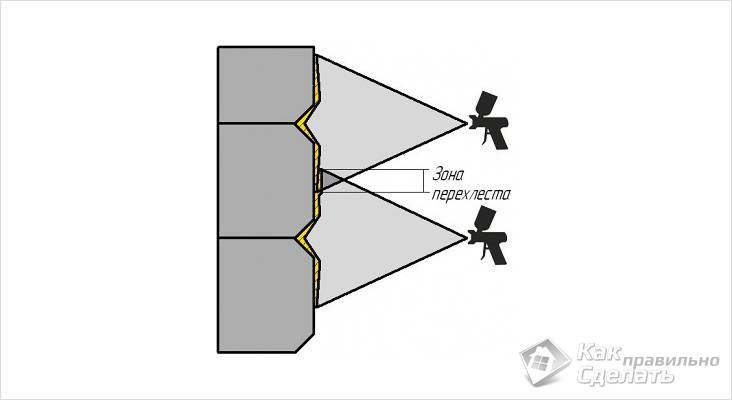 Зона
перехлеста
Как правильно
Сделать